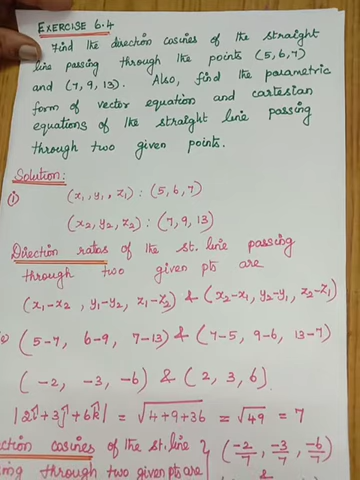 EXERCISE 6.4
Find the direction cosines of the straight
line passing through the points (5,6,7)
and (7,9,13). Also, find the parametric
form of vector equation and cartesian
equations of the straight line passing
through two given points.
Solution:
① (x₁,y₁,z₁) : (5,6,7)
(x₂,y₂,z₂) : (7,9,13)
Direction ratios of the st. line passing
through two given pts are
(x₁-x₂, y₁-y₂, z₁-z₂) & (x₂-x₁, y₂-y₁, z₂-z₁)
(5-7, 6-9, 7-13) & (7-5, 9-6, 13-7)
(-2, -3, -6) & (2, 3, 6)
|2î+3ĵ+6k̂| = √4+9+36 = √49 = 7
cosines of the st. line } (-2/7, -3/7, -6/7)
through two given pts are &